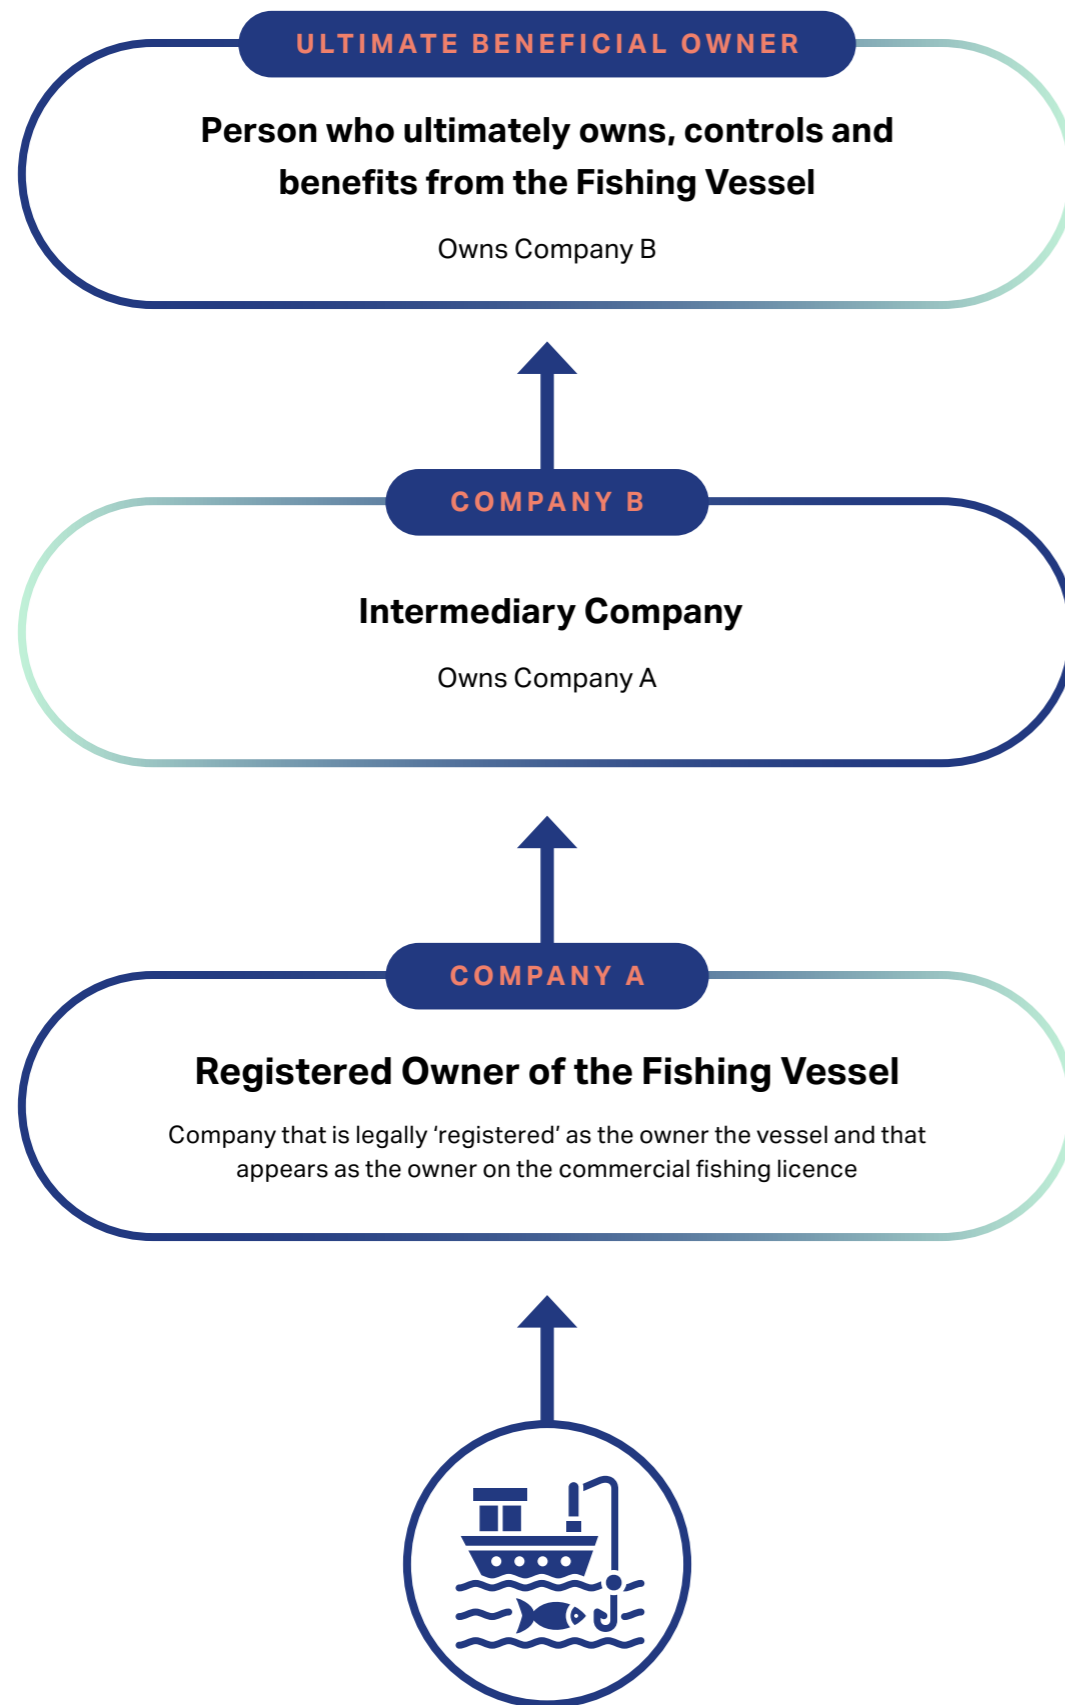 ULTIMATE BENEFICIAL OWNER
Person who ultimately owns, controls and
benefits from the Fishing Vessel
Owns Company B
COMPANY B
Intermediary Company
Owns Company A
COMPANY A
Registered Owner of the Fishing Vessel
Company that is legally ‘registered’ as the owner the vessel and that
appears as the owner on the commercial fishing licence